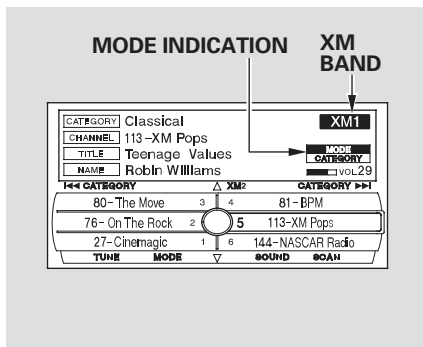 MODE INDICATION
XM BAND
CATEGORY Classical
XM1
CHANNEL 113-XM Pops
TITLE Teenage Values
MODE CATEGORY
NAME Robin Williams
VOL29
CATEGORY △ XM2 CATEGORY
80-The Move 3 4 81-BPM
76-On The Rock 2 5 113-XM Pops
27-Cinemagic 1 6 144-NASCAR Radio
TUNE MODE ▽ SOUND SCAN